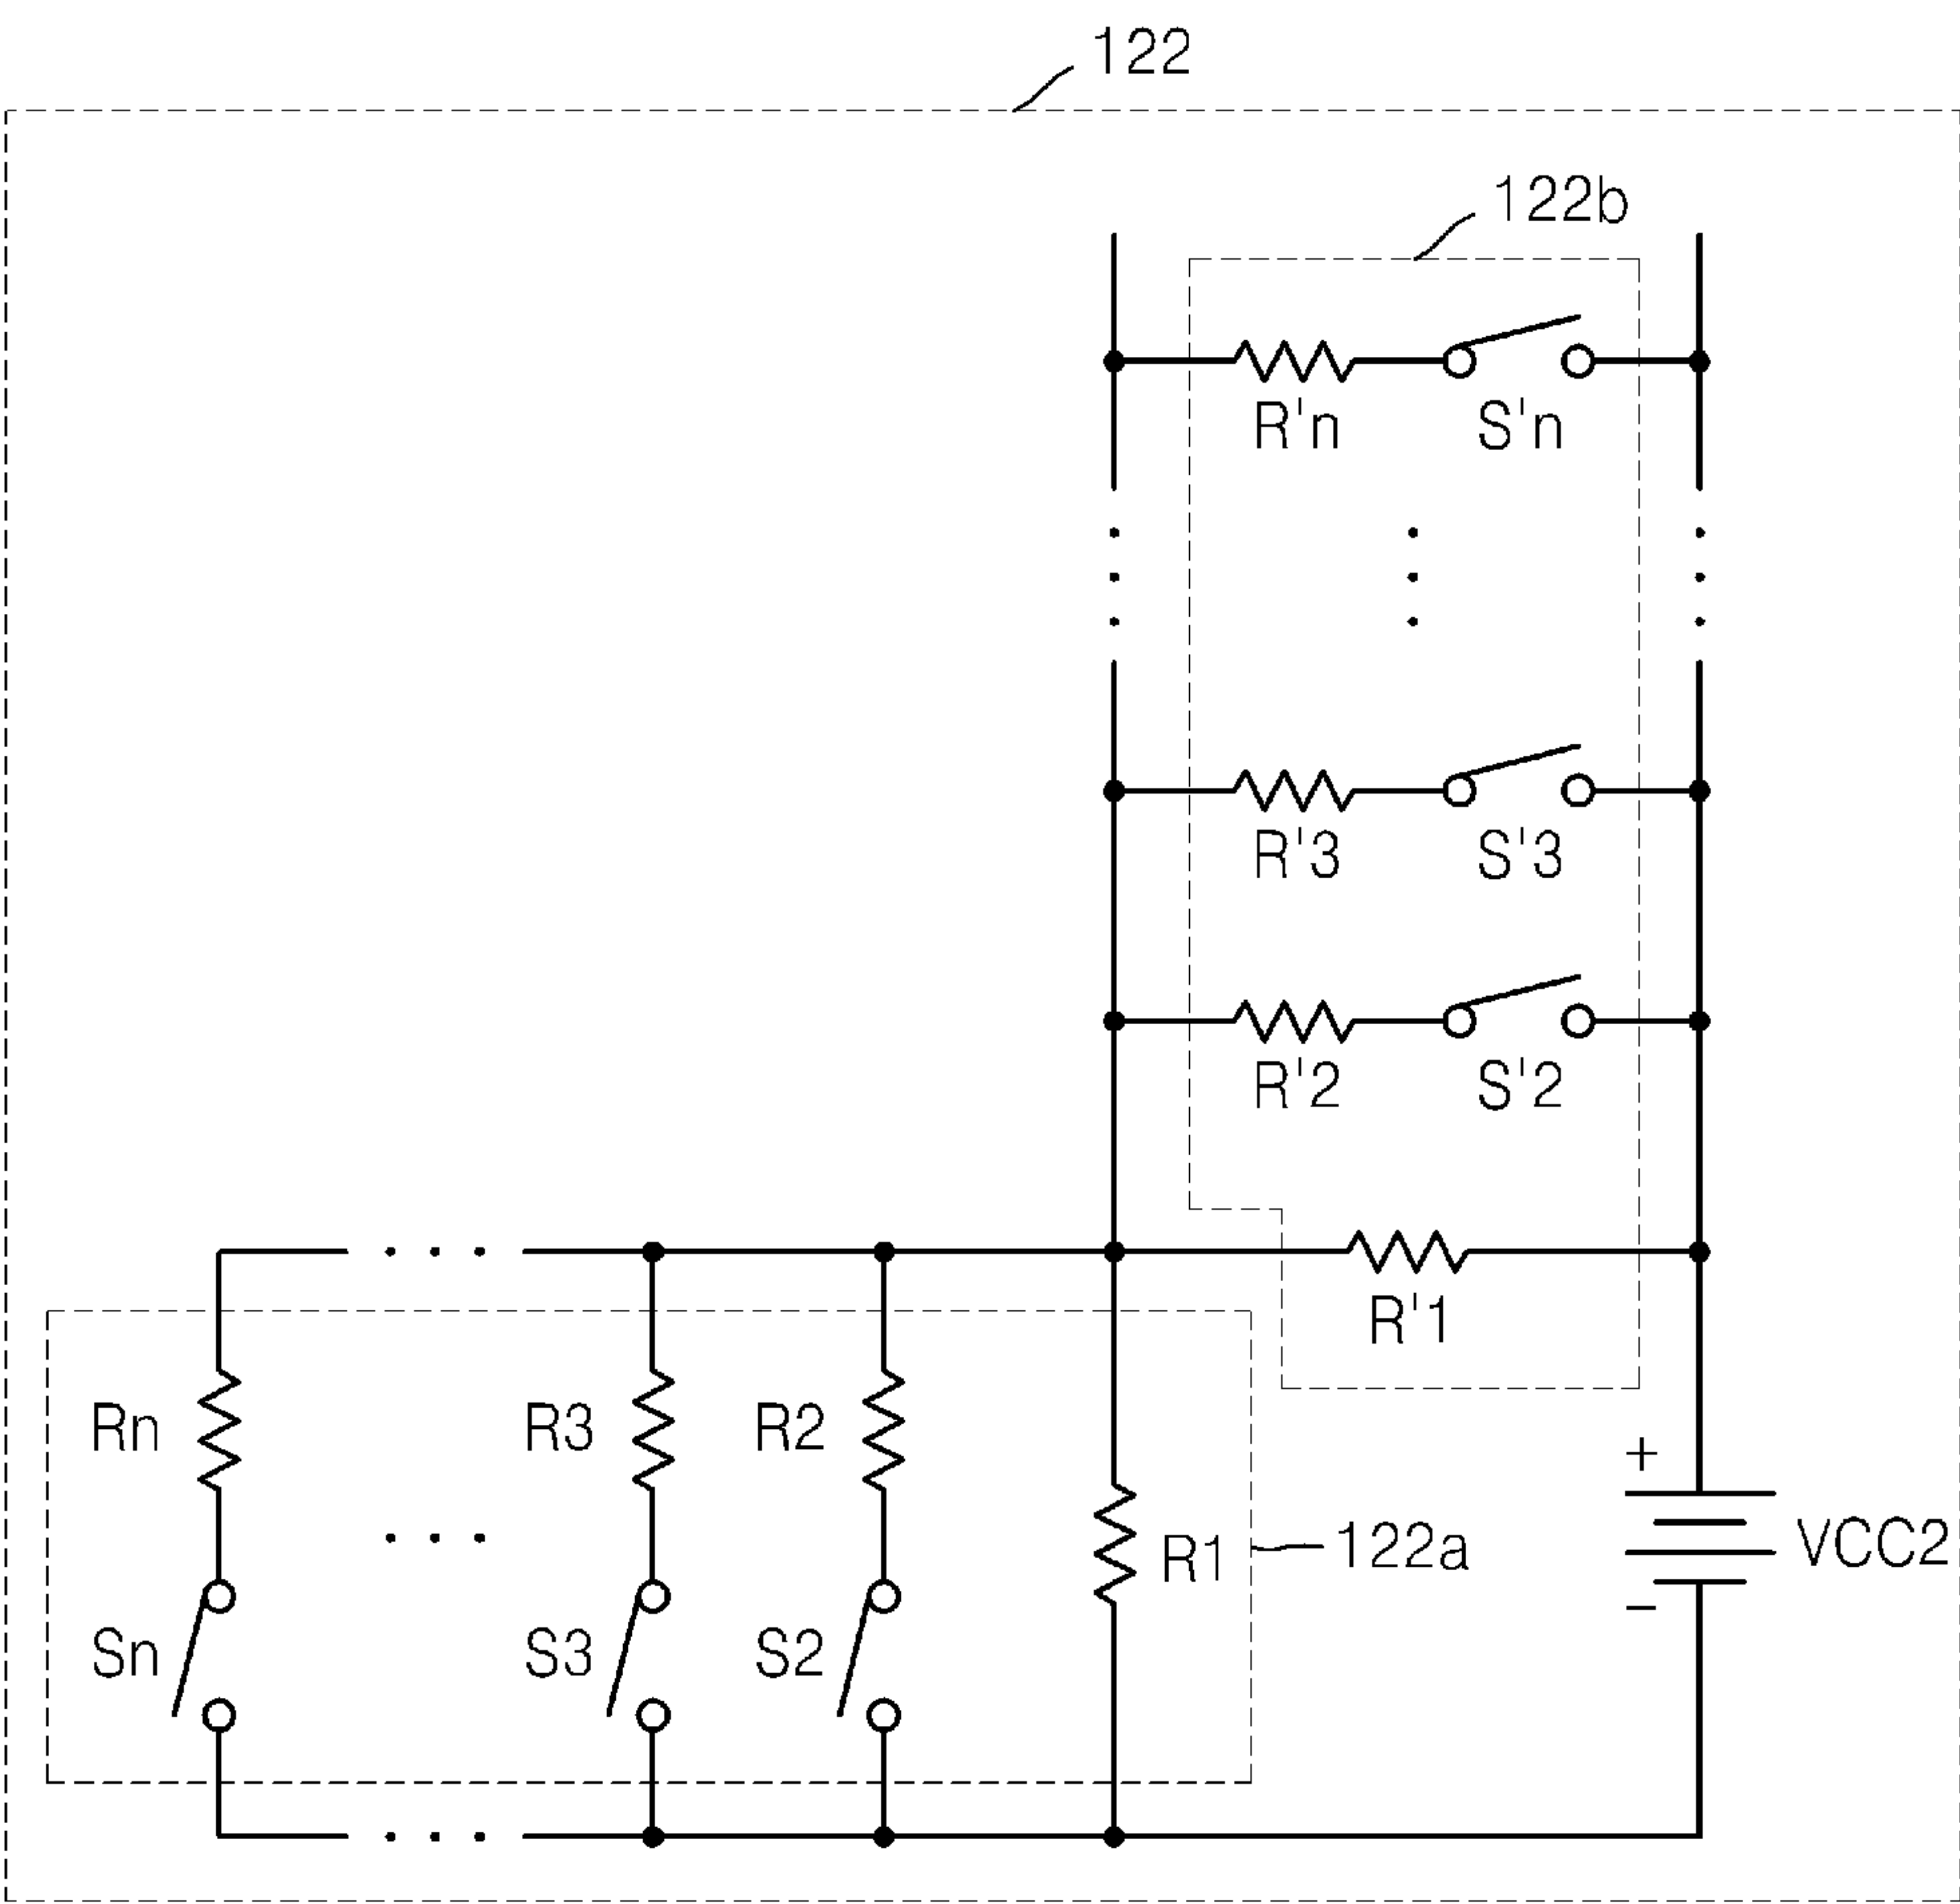 122
122b
R'n S'n
R'3 S'3
R'2 S'2
R'1
Rn R3 R2
+
R1 122a VCC2
−
Sn S3 S2